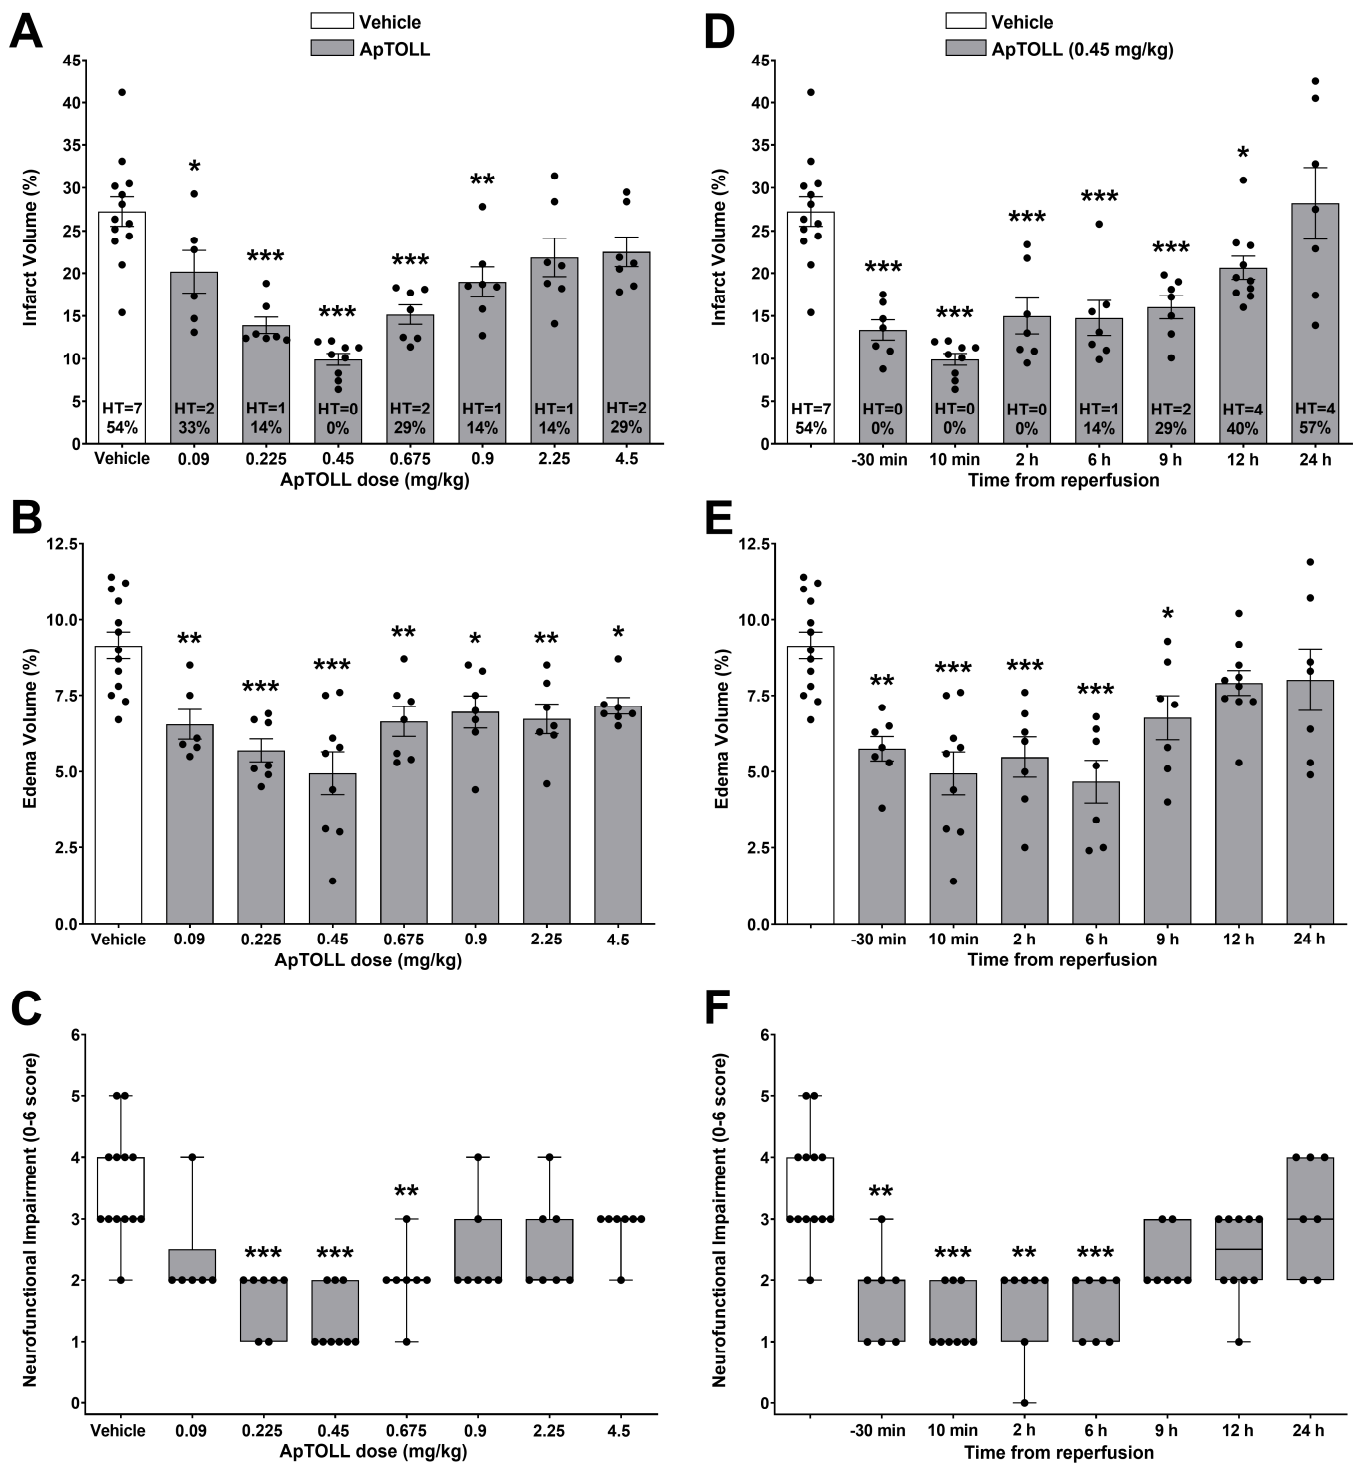 A
Vehicle
ApTOLL
Infarct Volume (%)
45
40
35
30
25
20
15
10
5
0
*
***
***
***
**
HT=7 HT=2 HT=1 HT=0 HT=2 HT=1 HT=1 HT=2
54% 33% 14% 0% 29% 14% 14% 29%
Vehicle 0.09 0.225 0.45 0.675 0.9 2.25 4.5
ApTOLL dose (mg/kg)
D
Vehicle
ApTOLL (0.45 mg/kg)
Infarct Volume (%)
45
40
35
30
25
20
15
10
5
0
***
***
***
***
***
*
HT=7 HT=0 HT=0 HT=0 HT=1 HT=2 HT=4 HT=4
54% 0% 0% 0% 14% 29% 40% 57%
-30 min 10 min 2 h 6 h 9 h 12 h 24 h
Time from reperfusion
B
Edema Volume (%)
12.5
10.0
7.5
5.0
2.5
0.0
**
***
***
**
*
**
*
Vehicle 0.09 0.225 0.45 0.675 0.9 2.25 4.5
ApTOLL dose (mg/kg)
E
Edema Volume (%)
12.5
10.0
7.5
5.0
2.5
0.0
**
***
***
***
*
-30 min 10 min 2 h 6 h 9 h 12 h 24 h
Time from reperfusion
C
Neurofunctional Impairment (0-6 score)
6
5
4
3
2
1
0
***
***
**
Vehicle 0.09 0.225 0.45 0.675 0.9 2.25 4.5
ApTOLL dose (mg/kg)
F
Neurofunctional Impairment (0-6 score)
6
5
4
3
2
1
0
**
***
**
***
-30 min 10 min 2 h 6 h 9 h 12 h 24 h
Time from reperfusion